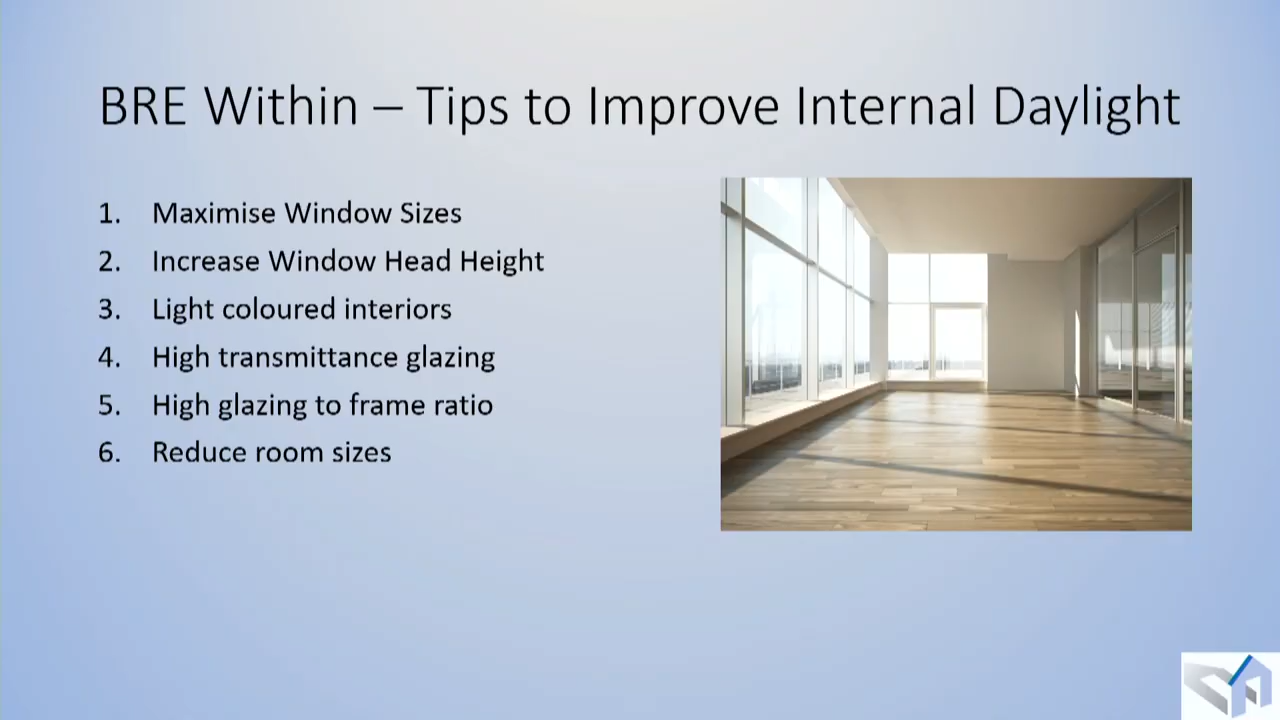 BRE Within – Tips to Improve Internal Daylight
1. Maximise Window Sizes
2. Increase Window Head Height
3. Light coloured interiors
4. High transmittance glazing
5. High glazing to frame ratio
6. Reduce room sizes